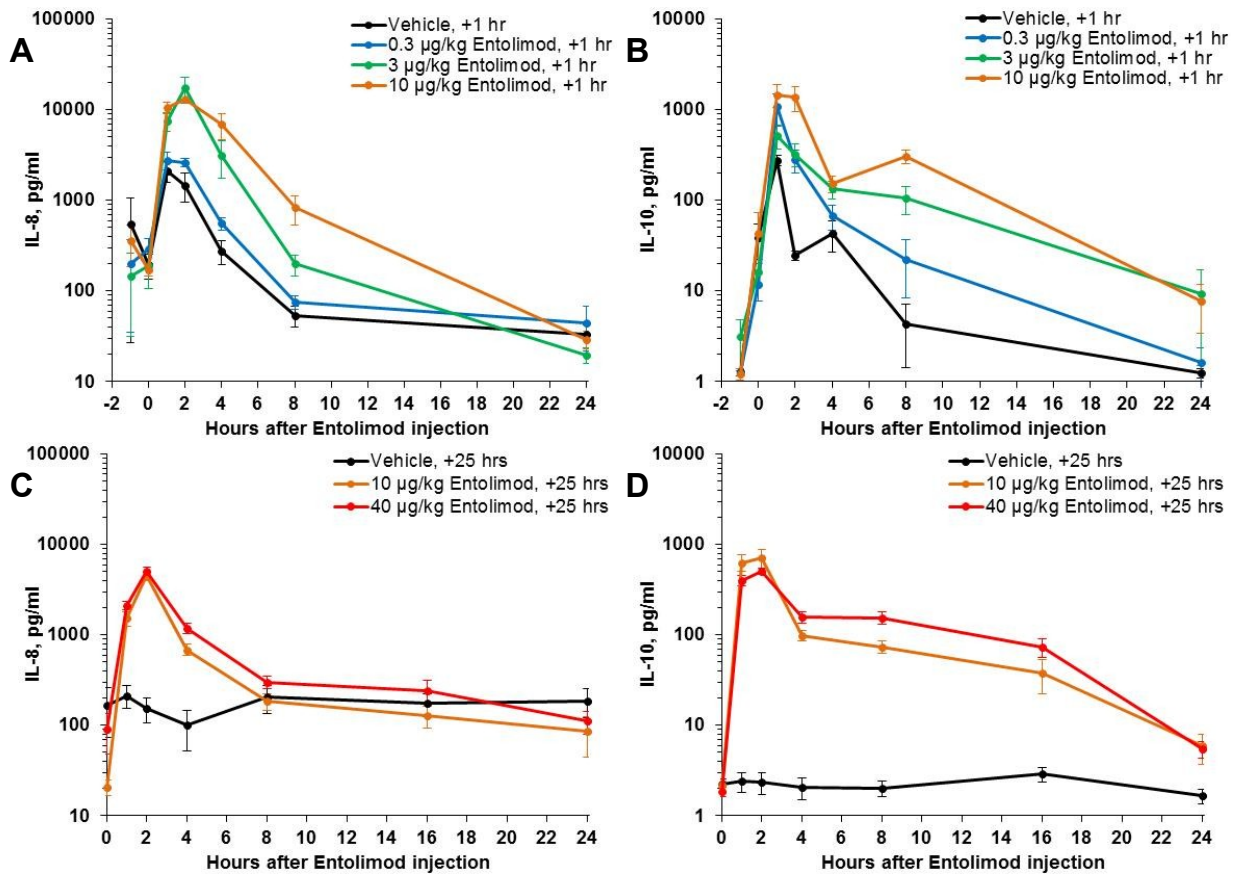 A
100000
10000
1000
100
10
IL-8, pg/ml
Vehicle, +1 hr
0.3 µg/kg Entolimod, +1 hr
3 µg/kg Entolimod, +1 hr
10 µg/kg Entolimod, +1 hr
-2 0 2 4 6 8 10 12 14 16 18 20 22 24
Hours after Entolimod injection
B
10000
1000
100
10
1
IL-10, pg/ml
Vehicle, +1 hr
0.3 µg/kg Entolimod, +1 hr
3 µg/kg Entolimod, +1 hr
10 µg/kg Entolimod, +1 hr
-2 0 2 4 6 8 10 12 14 16 18 20 22 24
Hours after Entolimod injection
C
100000
10000
1000
100
10
IL-8, pg/ml
Vehicle, +25 hrs
10 µg/kg Entolimod, +25 hrs
40 µg/kg Entolimod, +25 hrs
0 2 4 6 8 10 12 14 16 18 20 22 24
Hours after Entolimod injection
D
10000
1000
100
10
1
IL-10, pg/ml
Vehicle, +25 hrs
10 µg/kg Entolimod, +25 hrs
40 µg/kg Entolimod, +25 hrs
0 2 4 6 8 10 12 14 16 18 20 22 24
Hours after Entolimod injection